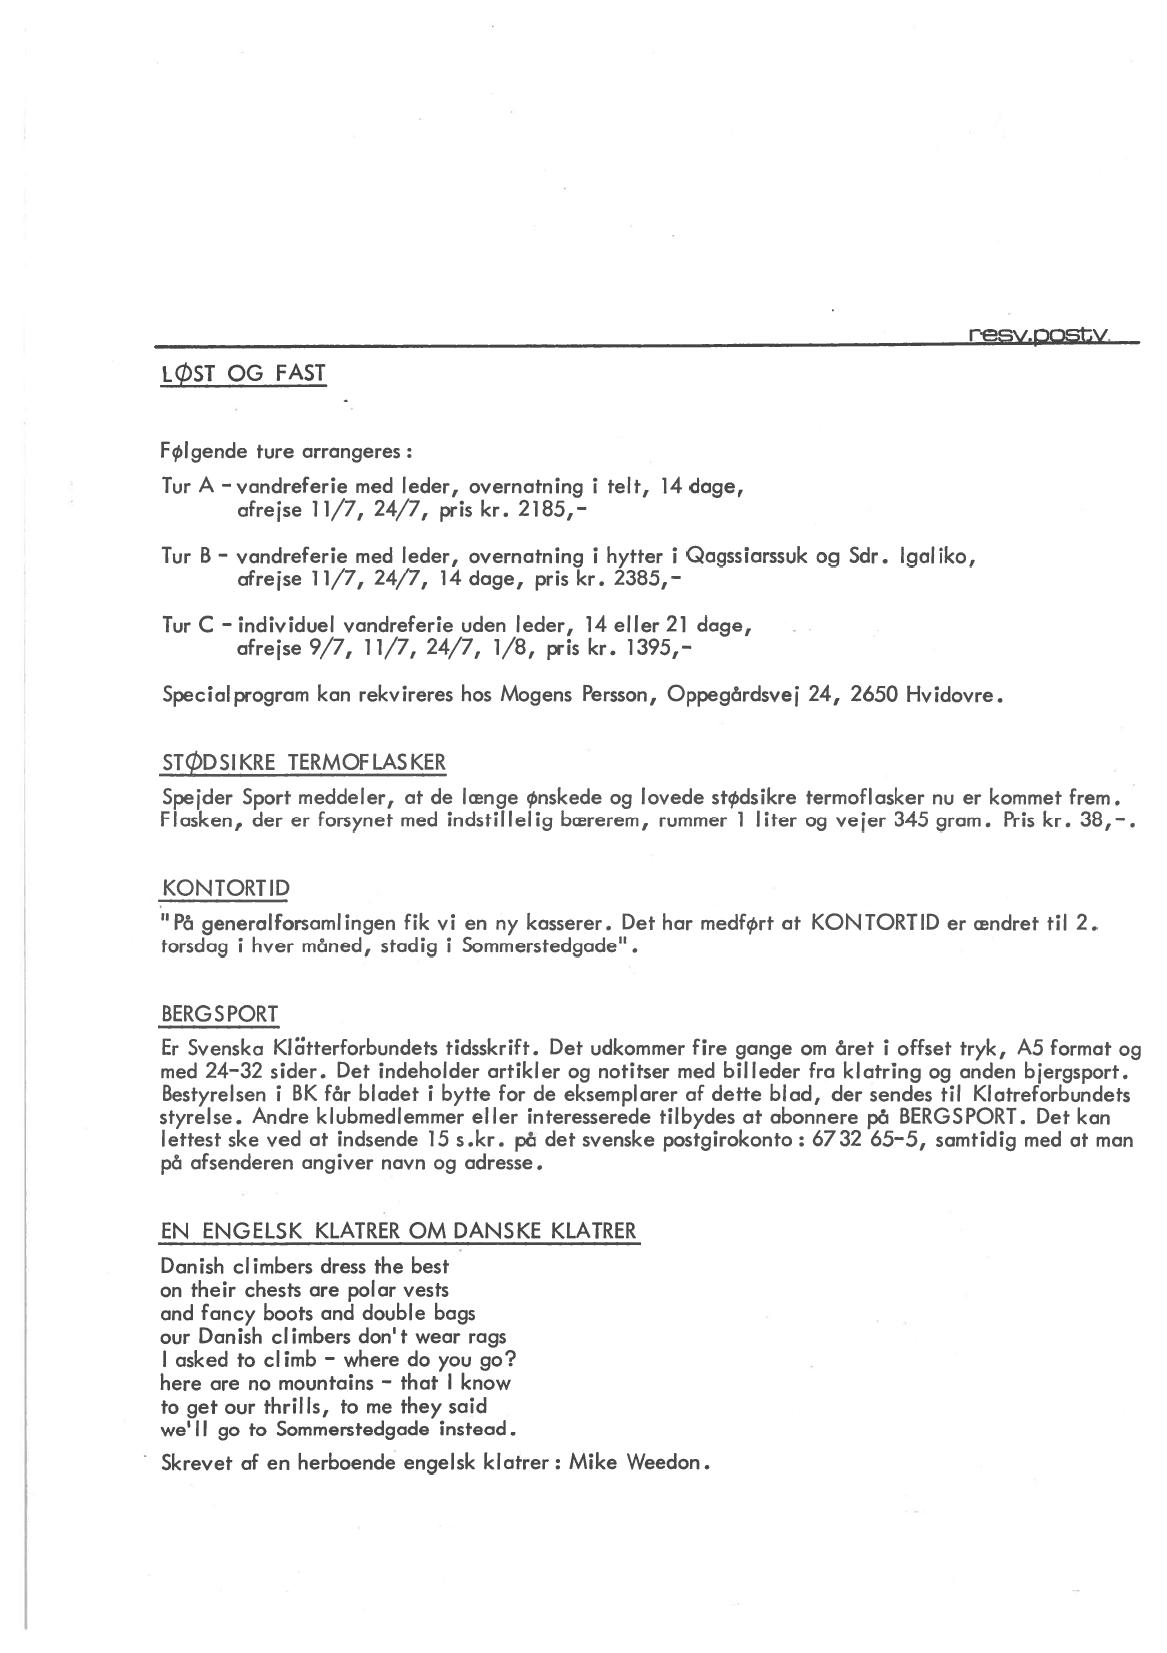 resv.postv.
LØST OG FAST
Følgende ture arrangeres :
Tur A - vandreferie med leder, overnatning i telt, 14 dage,
afrejse 11/7, 24/7, pris kr. 2185,-
Tur B - vandreferie med leder, overnatning i hytter i Qagssiarssuk og Sdr. Igaliko,
afrejse 11/7, 24/7, 14 dage, pris kr. 2385,-
Tur C - individuel vandreferie uden leder, 14 eller 21 dage,
afrejse 9/7, 11/7, 24/7, 1/8, pris kr. 1395,-
Specialprogram kan rekvireres hos Mogens Persson, Oppegårdsvej 24, 2650 Hvidovre.
STØDSIKRE TERMOFLASKER
Spejder Sport meddeler, at de længe ønskede og lovede stødsikre termoflasker nu er kommet frem.
Flasken, der er forsynet med indstillelig bærerem, rummer 1 liter og vejer 345 gram. Pris kr. 38,-.
KONTORTID
"På generalforsamlingen fik vi en ny kasserer. Det har medført at KONTORTID er ændret til 2.
torsdag i hver måned, stadig i Sommerstedgade".
BERGSPORT
Er Svenska Klätterforbundets tidsskrift. Det udkommer fire gange om året i offset tryk, A5 format og
med 24-32 sider. Det indeholder artikler og notitser med billeder fra klatring og anden bjergsport.
Bestyrelsen i BK får bladet i bytte for de eksemplarer af dette blad, der sendes til Klatreforbundets
styrelse. Andre klubmedlemmer eller interesserede tilbydes at abonnere på BERGSPORT. Det kan
lettest ske ved at indsende 15 s.kr. på det svenske postgirokonto : 67 32 65-5, samtidig med at man
på afsenderen angiver navn og adresse.
EN ENGELSK KLATRER OM DANSKE KLATRER
Danish climbers dress the best
on their chests are polar vests
and fancy boots and double bags
our Danish climbers don't wear rags
I asked to climb - where do you go?
here are no mountains - that I know
to get our thrills, to me they said
we'll go to Sommerstedgade instead.
Skrevet af en herboende engelsk klatrer : Mike Weedon.